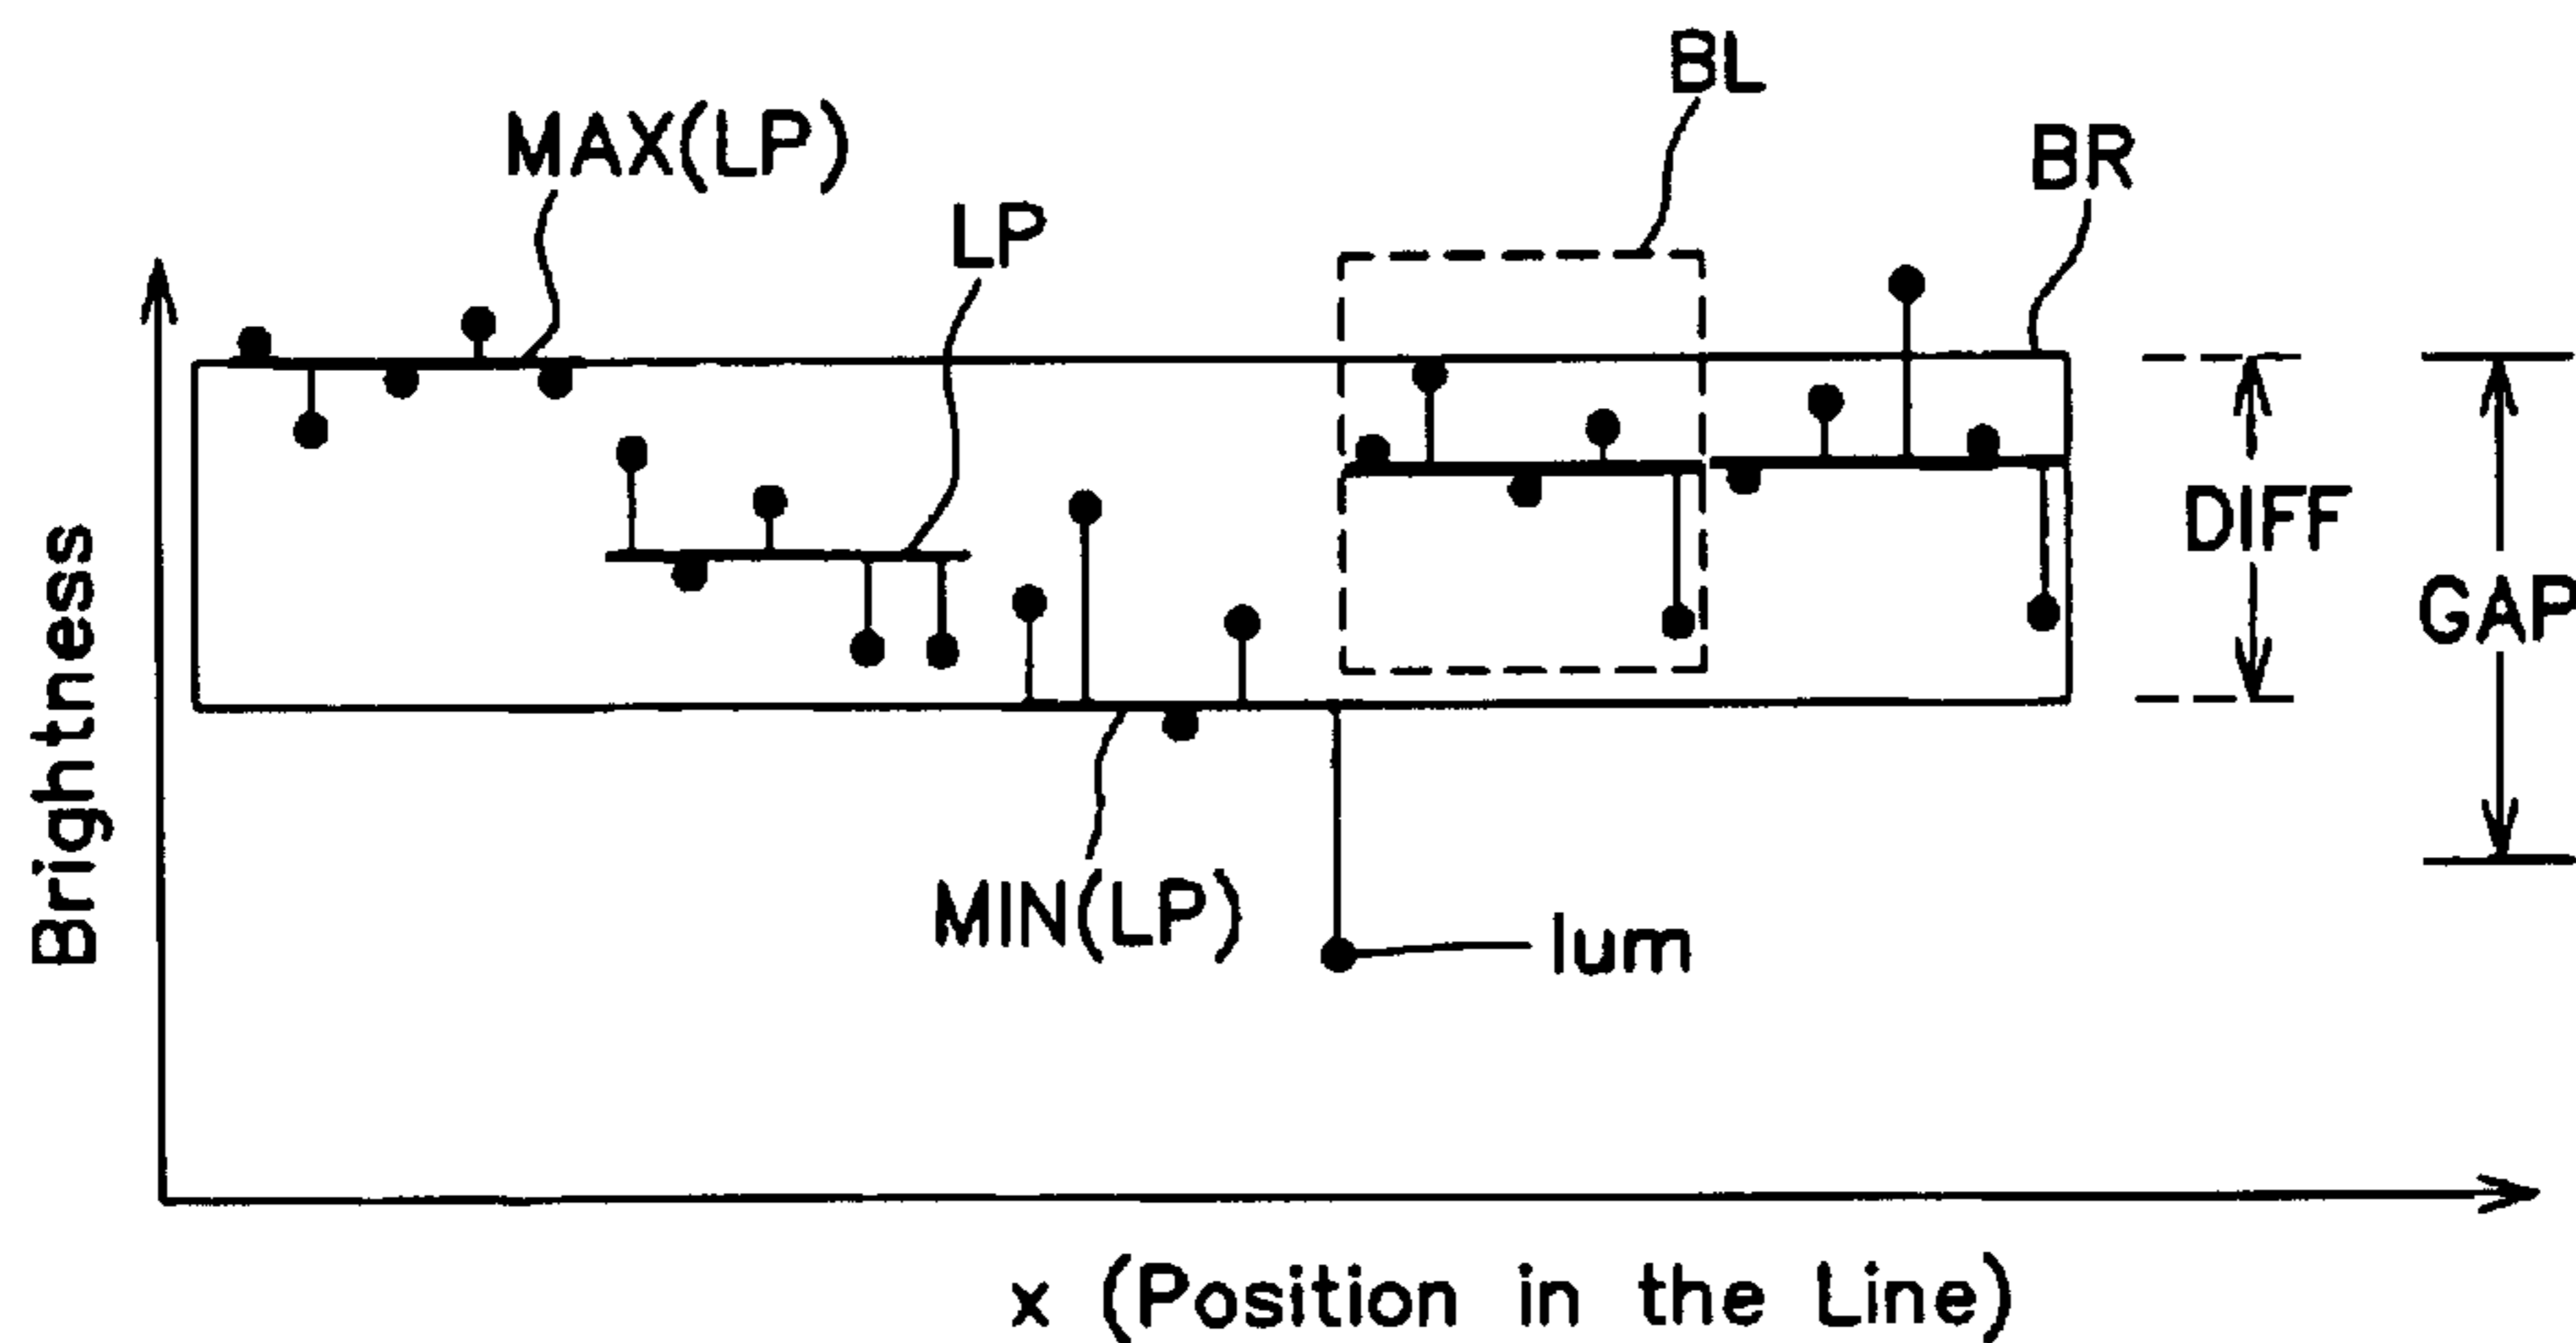 BL
MAX(LP)
BR
LP
DIFF
GAP
Brightness
MIN(LP)
lum
x (Position in the Line)